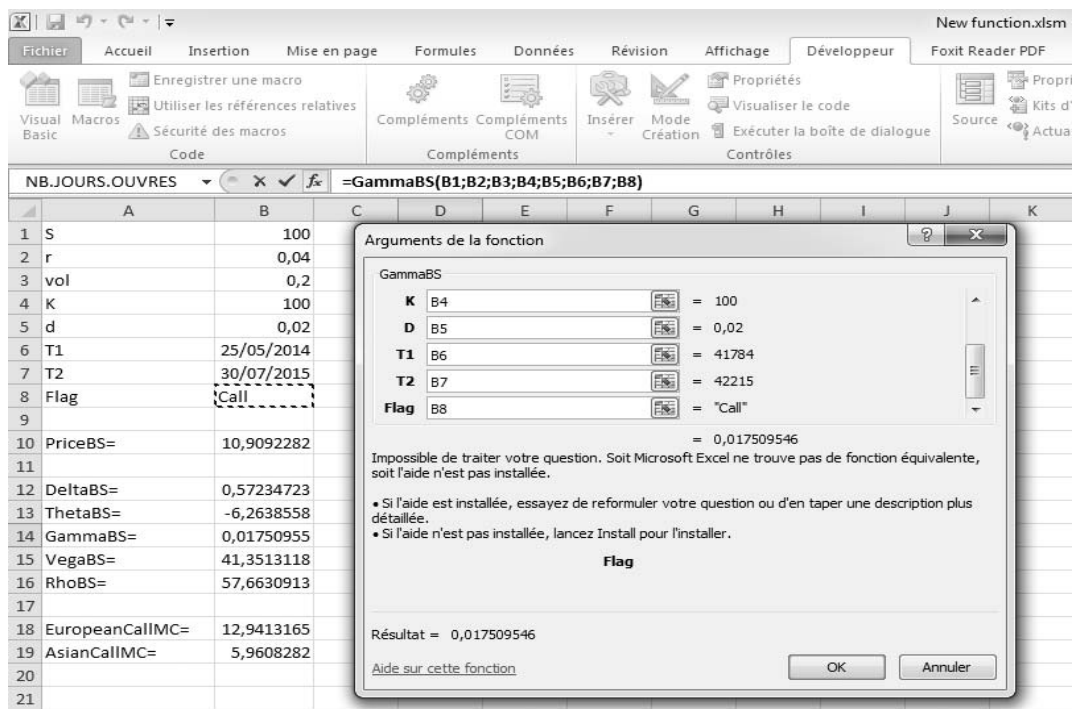 New function.xlsm
Fichier Accueil Insertion Mise en page Formules Données Révision Affichage Développeur Foxit Reader PDF
Visual Basic
Macros
Enregistrer une macro
Utiliser les références relatives
Sécurité des macros
Code
Compléments
Compléments COM
Compléments
Insérer
Mode Création
Propriétés
Visualiser le code
Exécuter la boîte de dialogue
Contrôles
Source
Propri
Kits d'
Actua
NB.JOURS.OUVRES fx =GammaBS(B1;B2;B3;B4;B5;B6;B7;B8)
A B C D E F G H I J K
1 S 100
2 r 0,04
3 vol 0,2
4 K 100
5 d 0,02
6 T1 25/05/2014
7 T2 30/07/2015
8 Flag Call
9
10 PriceBS= 10,9092282
11
12 DeltaBS= 0,57234723
13 ThetaBS= -6,2638558
14 GammaBS= 0,01750955
15 VegaBS= 41,3513118
16 RhoBS= 57,6630913
17
18 EuropeanCallMC= 12,9413165
19 AsianCallMC= 5,9608282
20
21
Arguments de la fonction
GammaBS
K B4 = 100
D B5 = 0,02
T1 B6 = 41784
T2 B7 = 42215
Flag B8 = "Call"
= 0,017509546
Impossible de traiter votre question. Soit Microsoft Excel ne trouve pas de fonction équivalente,
soit l'aide n'est pas installée.
• Si l'aide est installée, essayez de reformuler votre question ou d'en taper une description plus
détaillée.
• Si l'aide n'est pas installée, lancez Install pour l'installer.
Flag
Résultat = 0,017509546
Aide sur cette fonction
OK Annuler